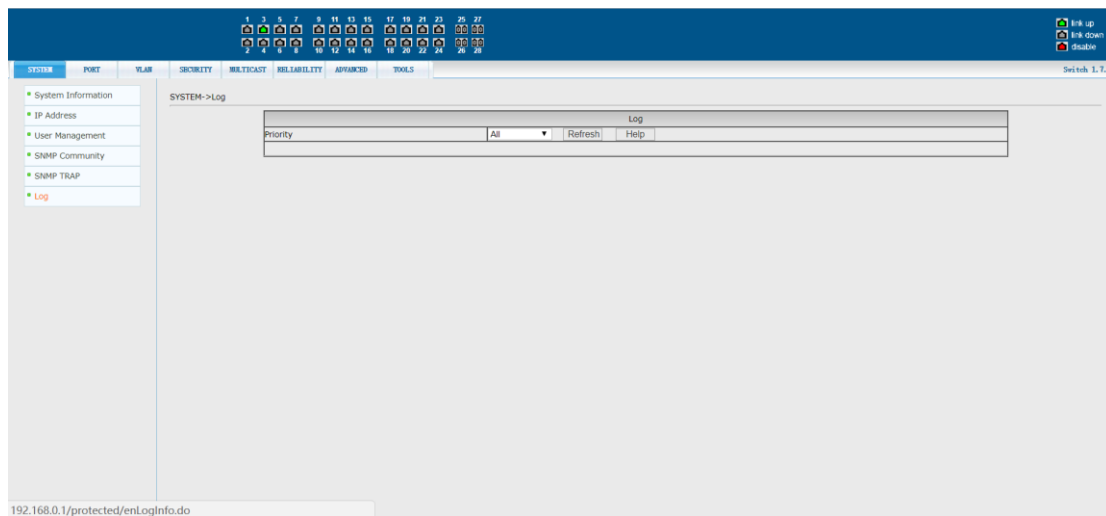 1 3 5 7 9 11 13 15 17 19 21 23 25 27
2 4 6 8 10 12 14 16 18 20 22 24 26 28
link up
link down
disable
SYSTEM PORT VLAN SECURITY MULTICAST RELIABILITY ADVANCED TOOLS Switch 1.7.
System Information
IP Address
User Management
SNMP Community
SNMP TRAP
Log
SYSTEM->Log
Log
Priority All Refresh Help
192.168.0.1/protected/enLogInfo.do